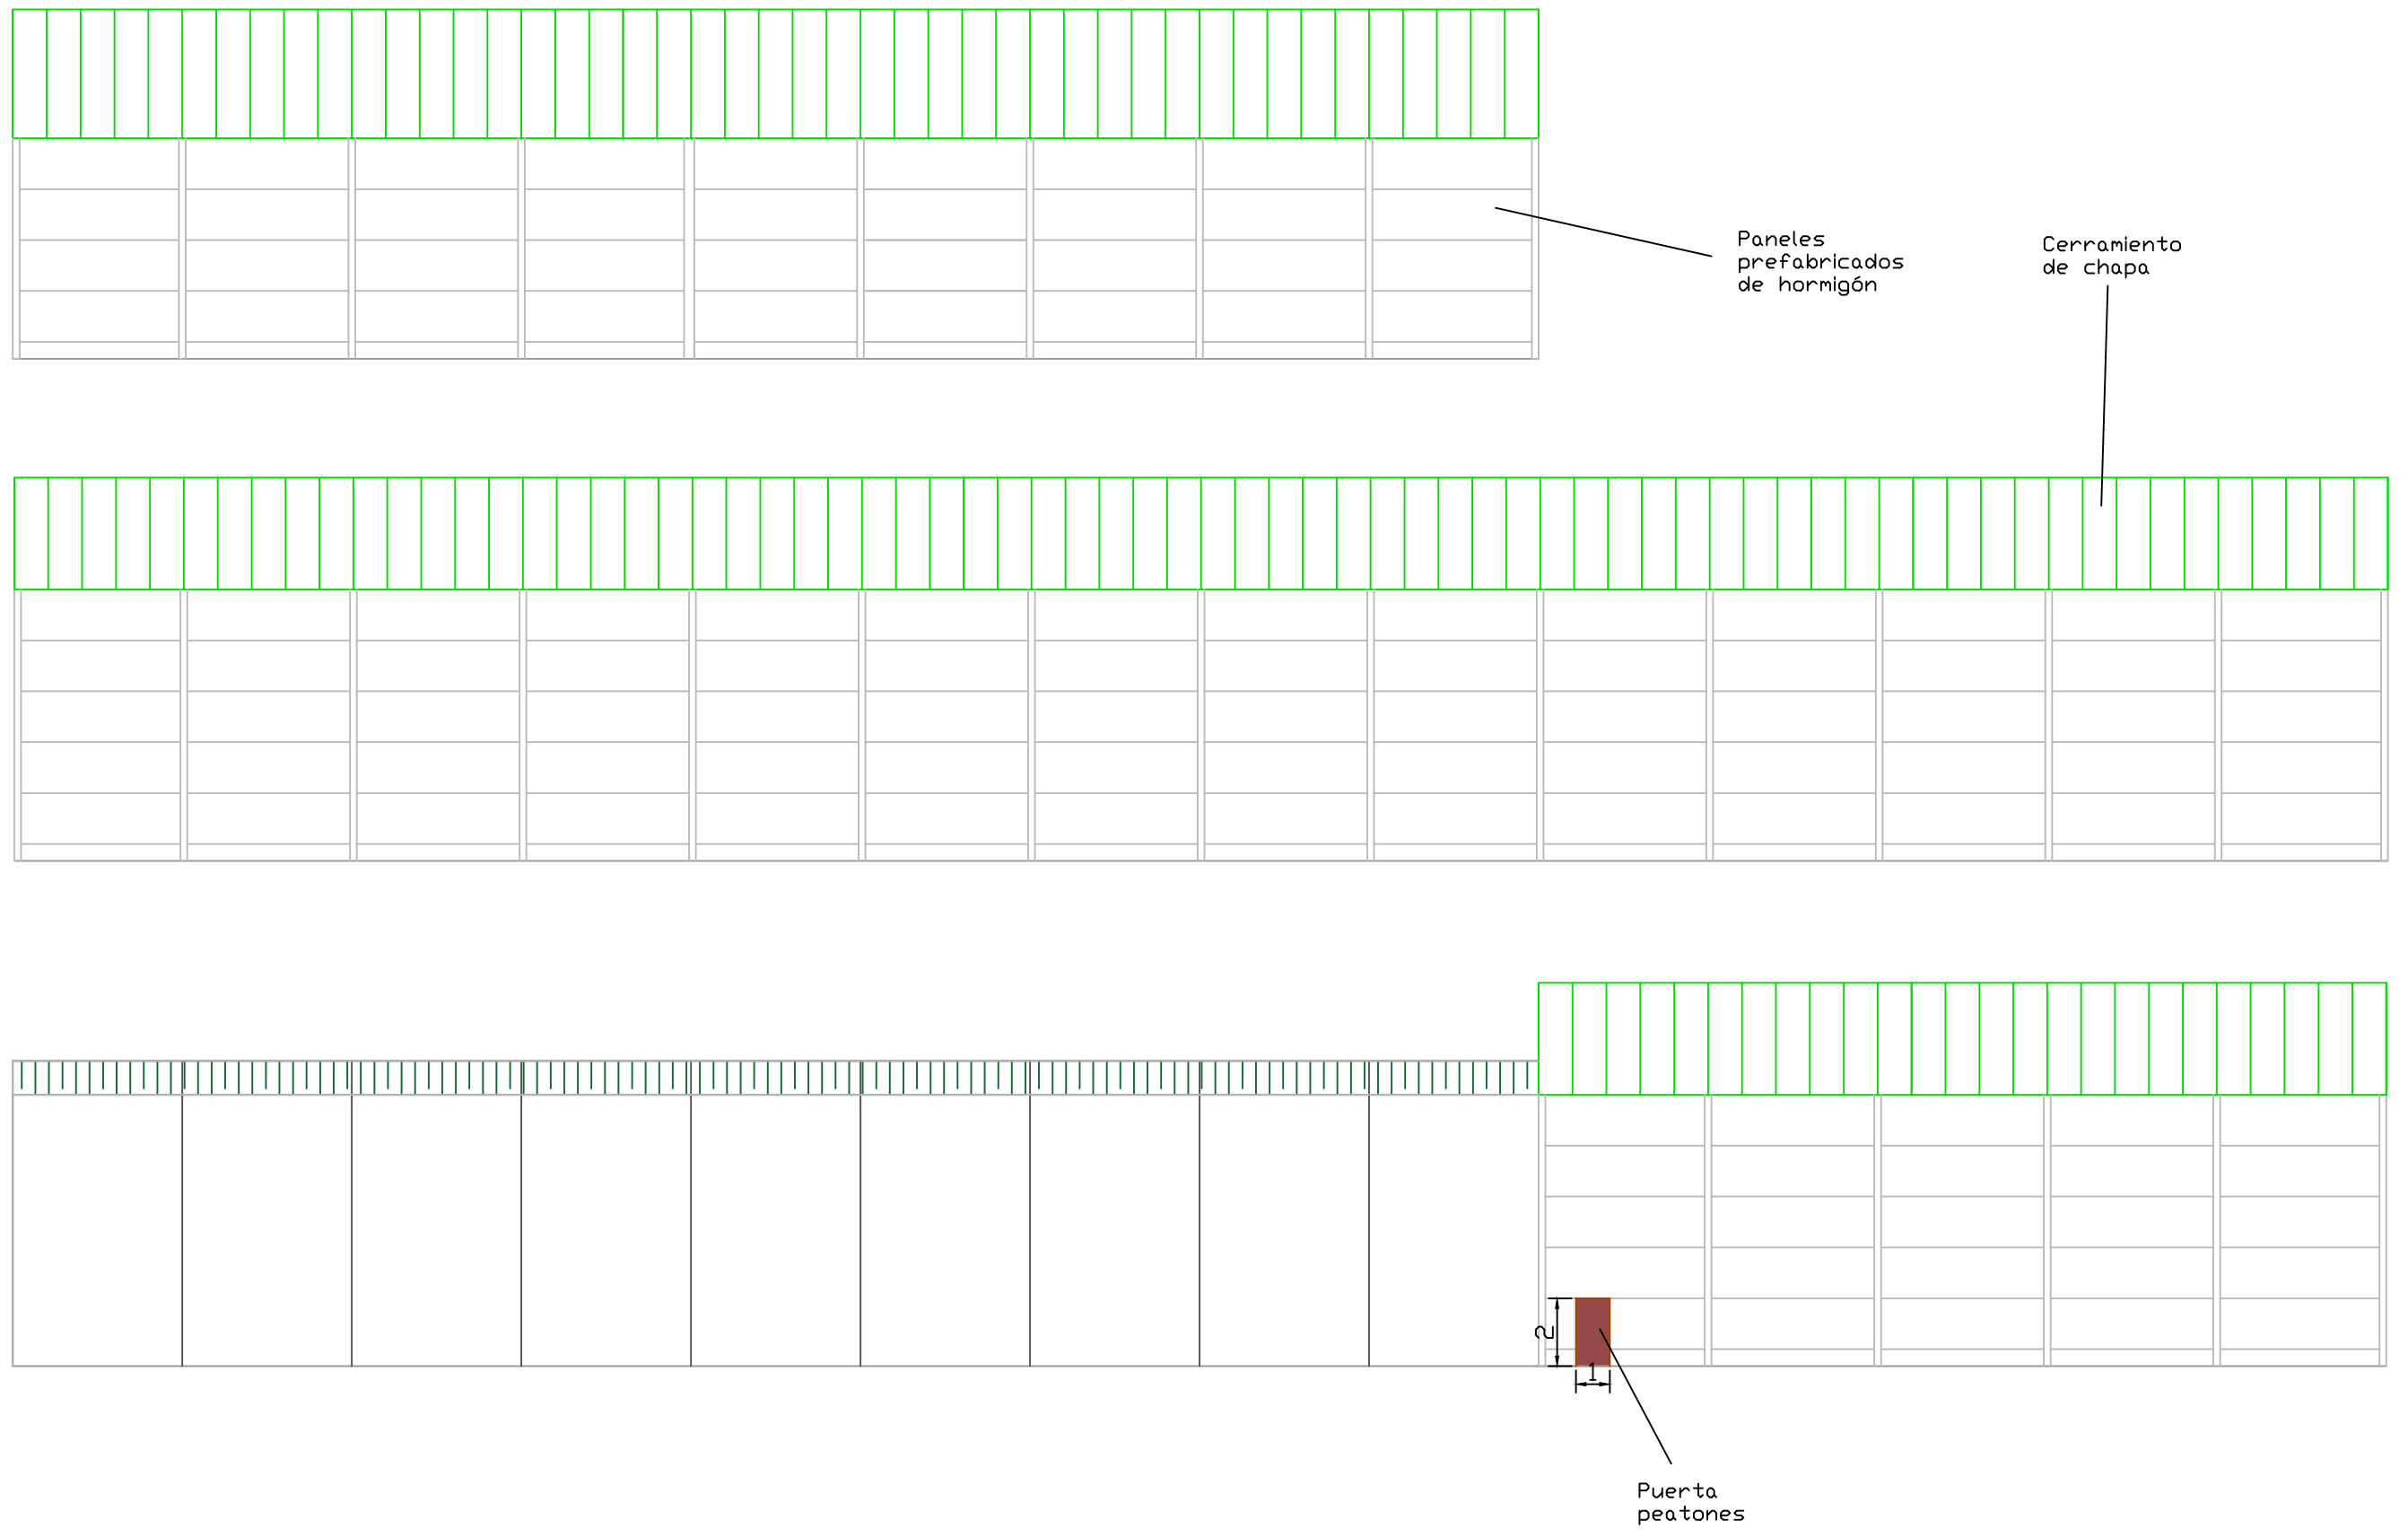 Paneles
prefabricados
de hormigón
Cerramiento
de chapa
2
1
Puerta
peatones